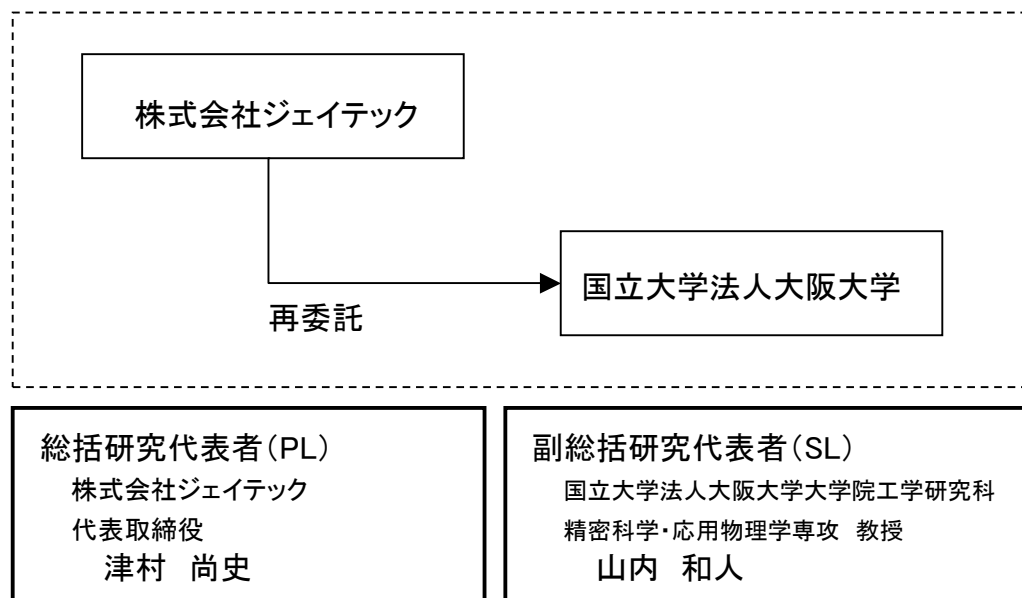 株式会社ジェイテック
国立大学法人大阪大学
再委託
総括研究代表者(PL)
株式会社ジェイテック
代表取締役
津村 尚史
副総括研究代表者(SL)
国立大学法人大阪大学大学院工学研究科
精密科学・応用物理学専攻 教授
山内 和人